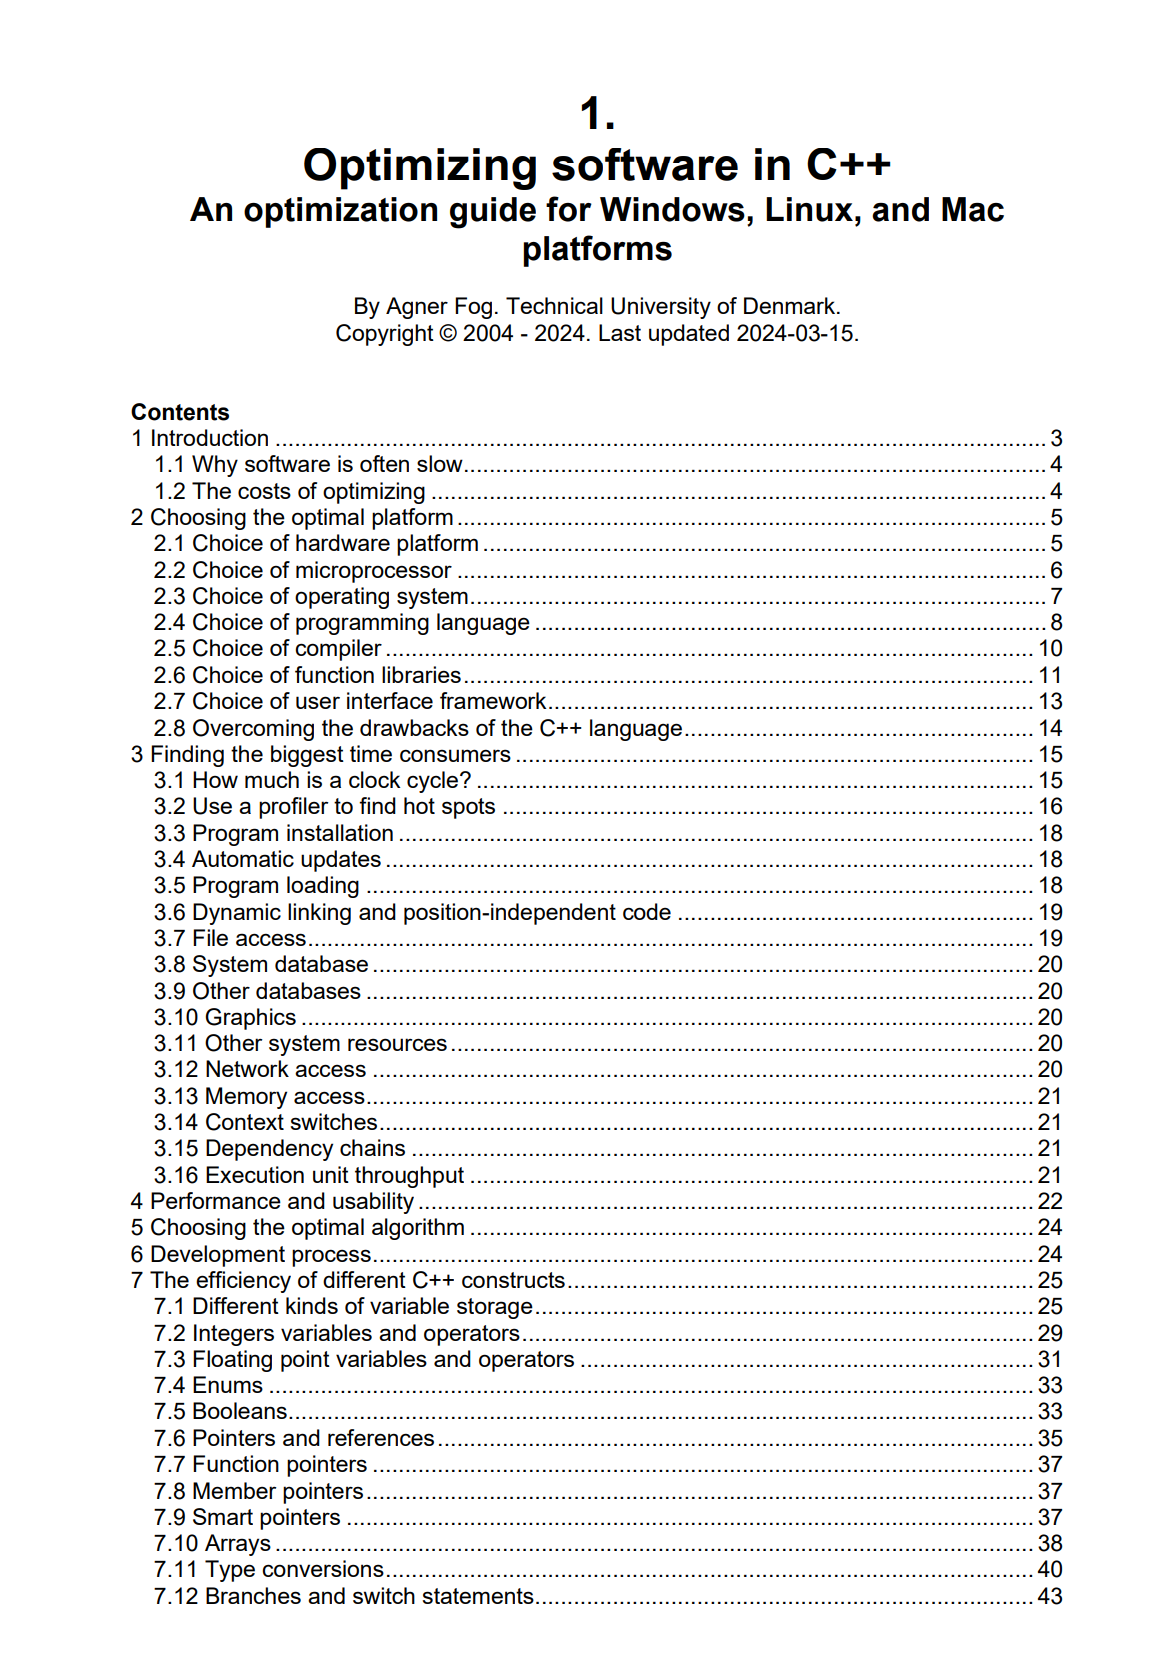 1.
Optimizing software in C++
An optimization guide for Windows, Linux, and Mac
platforms
By Agner Fog. Technical University of Denmark.
Copyright © 2004 - 2024. Last updated 2024-03-15.
Contents
1 Introduction ........................................................................................................................ 3
1.1 Why software is often slow........................................................................................... 4
1.2 The costs of optimizing ................................................................................................ 4
2 Choosing the optimal platform ............................................................................................ 5
2.1 Choice of hardware platform ........................................................................................ 5
2.2 Choice of microprocessor ............................................................................................ 6
2.3 Choice of operating system.......................................................................................... 7
2.4 Choice of programming language ................................................................................ 8
2.5 Choice of compiler ..................................................................................................... 10
2.6 Choice of function libraries......................................................................................... 11
2.7 Choice of user interface framework............................................................................ 13
2.8 Overcoming the drawbacks of the C++ language....................................................... 14
3 Finding the biggest time consumers ................................................................................. 15
3.1 How much is a clock cycle? ....................................................................................... 15
3.2 Use a profiler to find hot spots ................................................................................... 16
3.3 Program installation ................................................................................................... 18
3.4 Automatic updates ..................................................................................................... 18
3.5 Program loading ........................................................................................................ 18
3.6 Dynamic linking and position-independent code ........................................................ 19
3.7 File access................................................................................................................. 19
3.8 System database ....................................................................................................... 20
3.9 Other databases ........................................................................................................ 20
3.10 Graphics .................................................................................................................. 20
3.11 Other system resources ........................................................................................... 20
3.12 Network access ....................................................................................................... 20
3.13 Memory access........................................................................................................ 21
3.14 Context switches...................................................................................................... 21
3.15 Dependency chains ................................................................................................. 21
3.16 Execution unit throughput ........................................................................................ 21
4 Performance and usability ................................................................................................ 22
5 Choosing the optimal algorithm ........................................................................................ 24
6 Development process....................................................................................................... 24
7 The efficiency of different C++ constructs......................................................................... 25
7.1 Different kinds of variable storage.............................................................................. 25
7.2 Integers variables and operators................................................................................ 29
7.3 Floating point variables and operators ....................................................................... 31
7.4 Enums ....................................................................................................................... 33
7.5 Booleans.................................................................................................................... 33
7.6 Pointers and references ............................................................................................. 35
7.7 Function pointers ....................................................................................................... 37
7.8 Member pointers ........................................................................................................ 37
7.9 Smart pointers ........................................................................................................... 37
7.10 Arrays ...................................................................................................................... 38
7.11 Type conversions..................................................................................................... 40
7.12 Branches and switch statements.............................................................................. 43